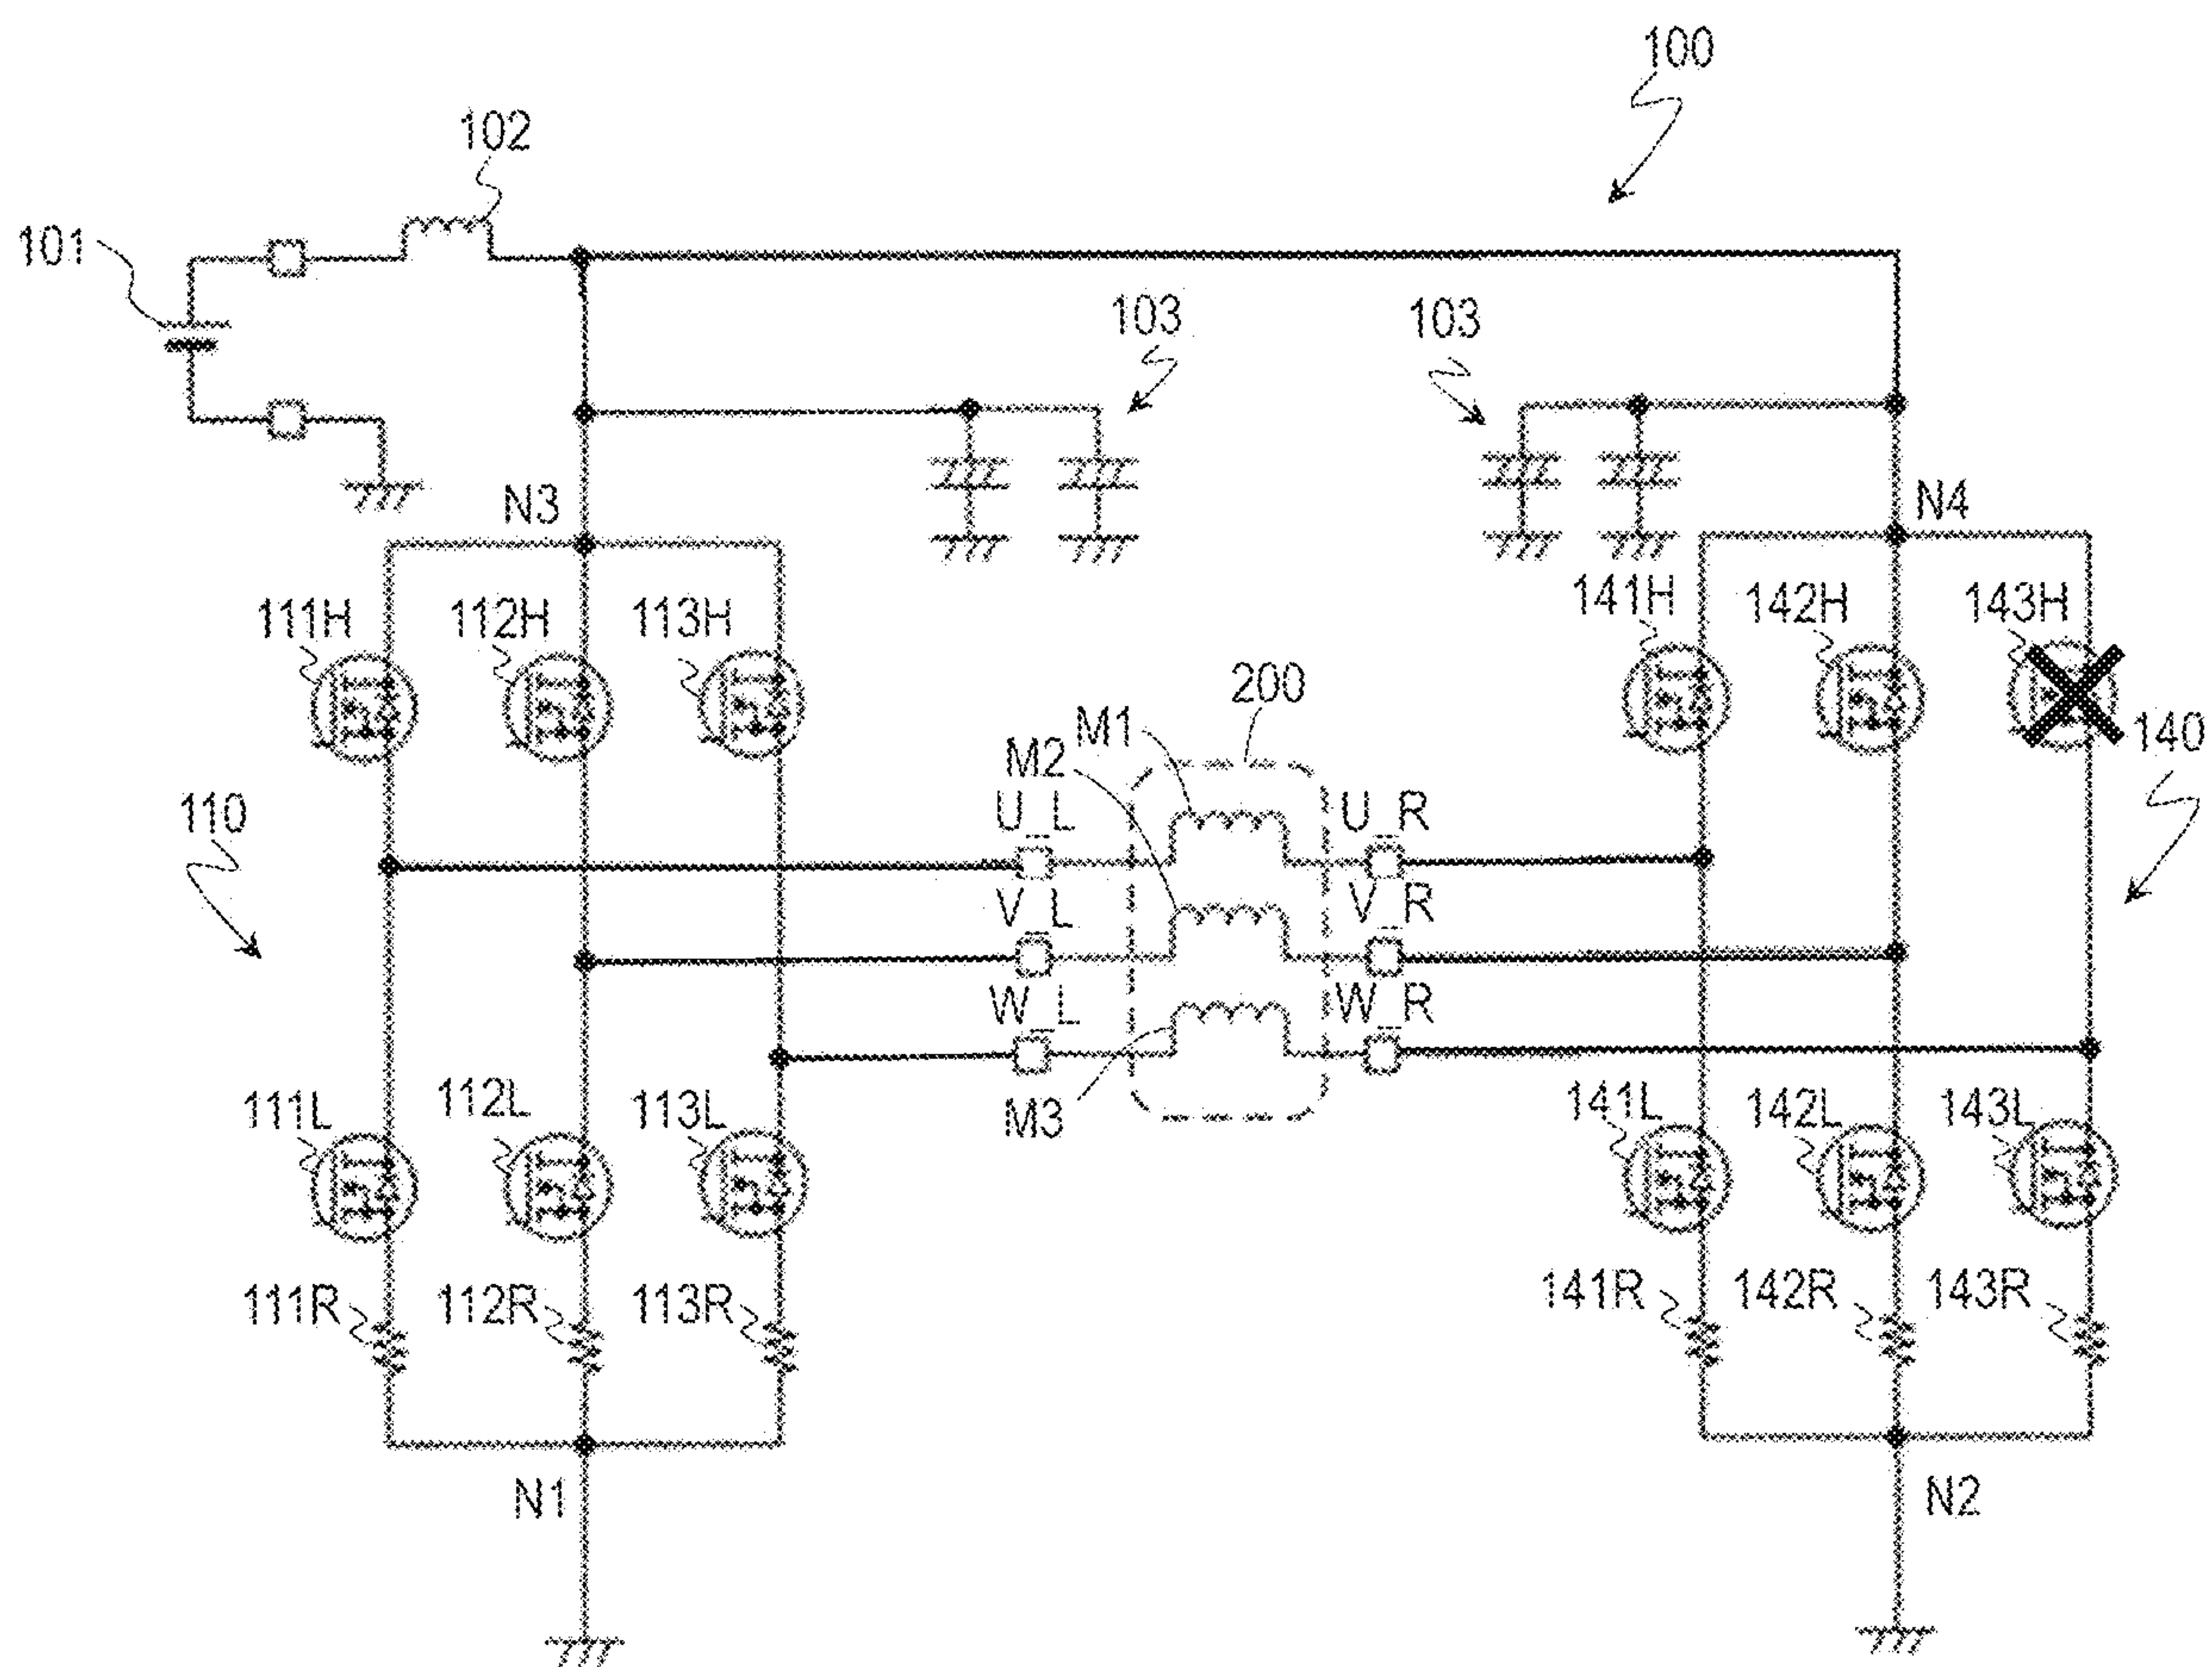 100
102
101
103 103
N3 N4
111H 112H 113H 141H 142H 143H
200
M1
140
M2
110
U_L U_R
V_L V_R
W_L W_R
M3
111L 112L 113L 141L 142L 143L
111R 112R 113R 141R 142R 143R
N1 N2